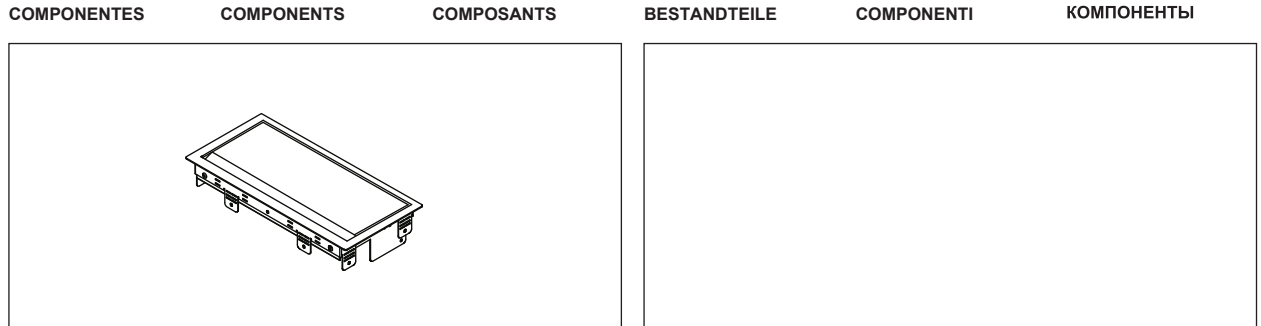 COMPONENTES COMPONENTS COMPOSANTS BESTANDTEILE COMPONENTI КОМПОНЕНТЫ